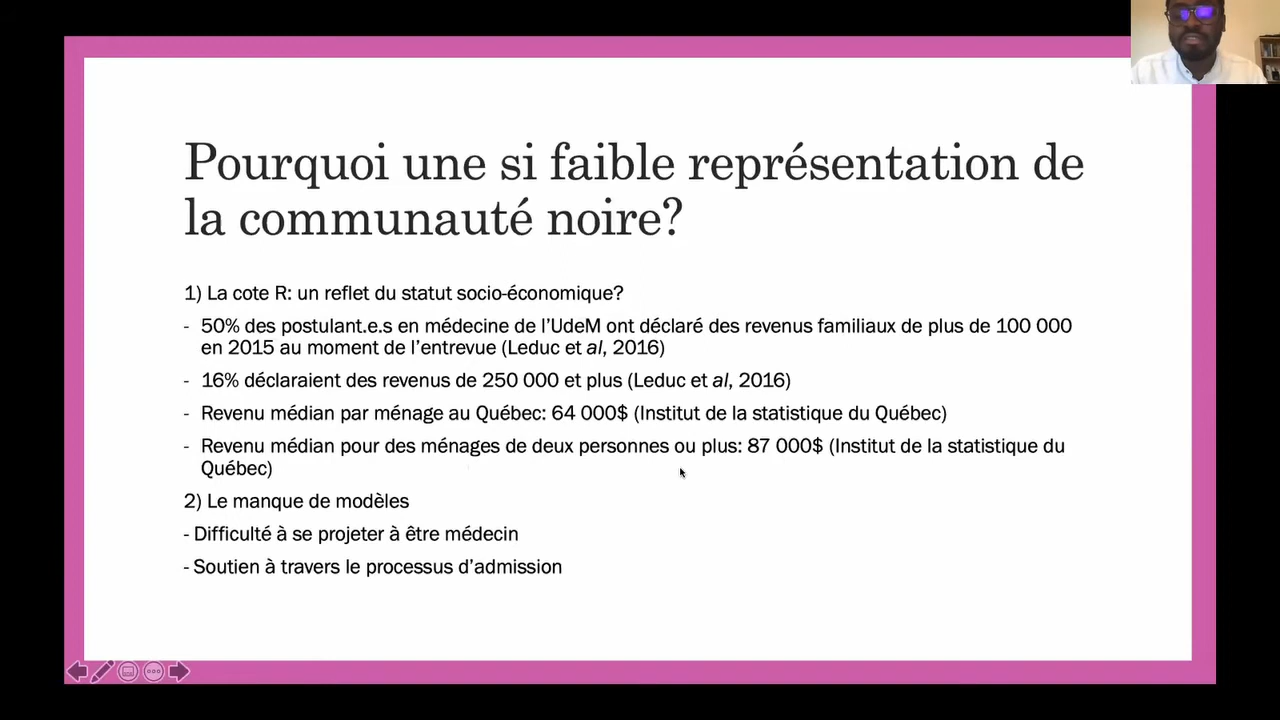 Pourquoi une si faible représentation de
la communauté noire?
1) La cote R: un reflet du statut socio-économique?
- 50% des postulant.e.s en médecine de l'UdeM ont déclaré des revenus familiaux de plus de 100 000
en 2015 au moment de l'entrevue (Leduc et al, 2016)
- 16% déclaraient des revenus de 250 000 et plus (Leduc et al, 2016)
- Revenu médian par ménage au Québec: 64 000$ (Institut de la statistique du Québec)
- Revenu médian pour des ménages de deux personnes ou plus: 87 000$ (Institut de la statistique du
Québec)
2) Le manque de modèles
- Difficulté à se projeter à être médecin
- Soutien à travers le processus d'admission